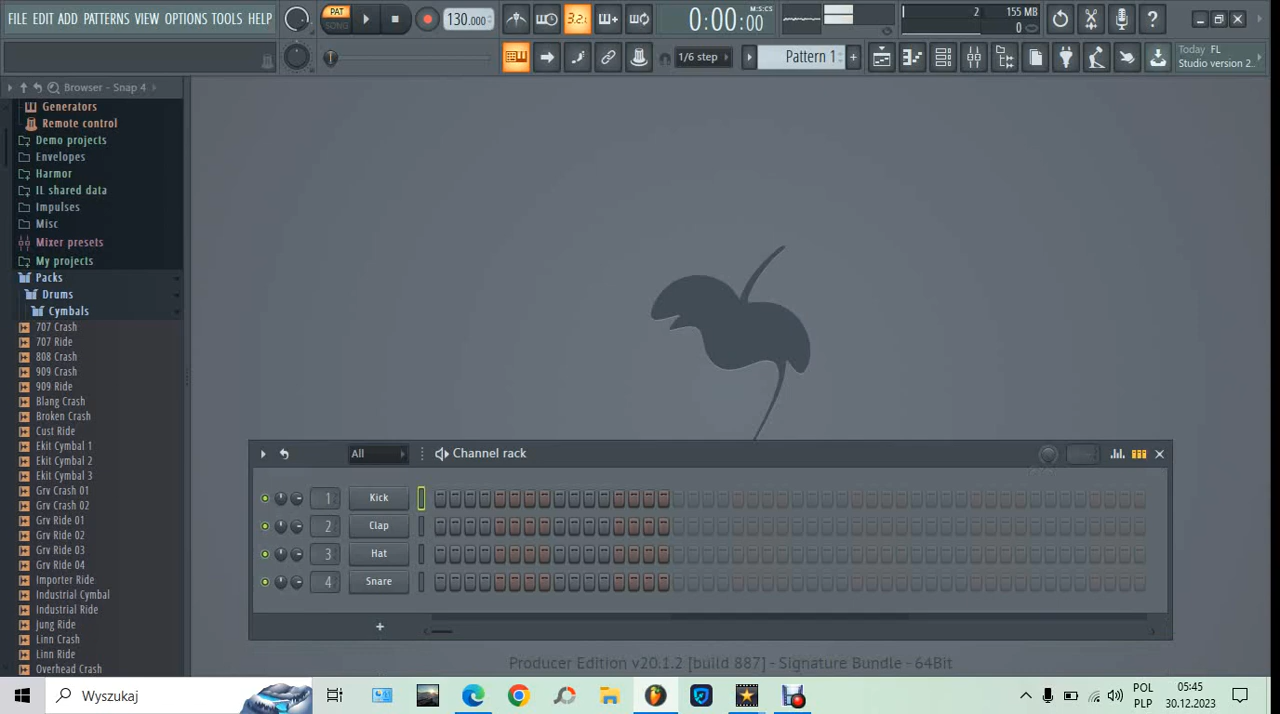 FILE EDIT ADD PATTERNS VIEW OPTIONS TOOLS HELP
PAT
SONG
130.000
3.2.
0:00:00
M:S:CS
2
155 MB
0
1/6 step
Pattern 1
Today FL
Studio version 2..
Browser - Snap 4
Generators
Remote control
Demo projects
Envelopes
Harmor
IL shared data
Impulses
Misc
Mixer presets
My projects
Packs
Drums
Cymbals
707 Crash
707 Ride
808 Crash
909 Crash
909 Ride
Blang Crash
Broken Crash
Cust Ride
Ekit Cymbal 1
Ekit Cymbal 2
Ekit Cymbal 3
Grv Crash 01
Grv Crash 02
Grv Ride 01
Grv Ride 02
Grv Ride 03
Grv Ride 04
Importer Ride
Industrial Cymbal
Industrial Ride
Jung Ride
Linn Crash
Linn Ride
Overhead Crash
All
Channel rack
1 Kick
2 Clap
3 Hat
4 Snare
+
Producer Edition v20.1.2 [build 887] - Signature Bundle - 64Bit
Wyszukaj
POL
PLP
05:45
30.12.2023